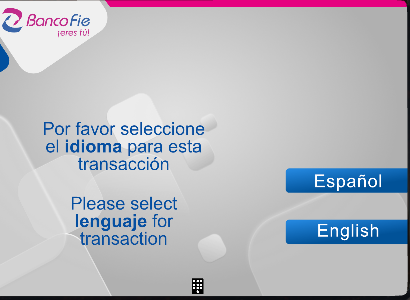 BancoFie
¡eres tú!
Por favor seleccione
el idioma para esta
transacción
Please select
lenguaje for
transaction
Español
English